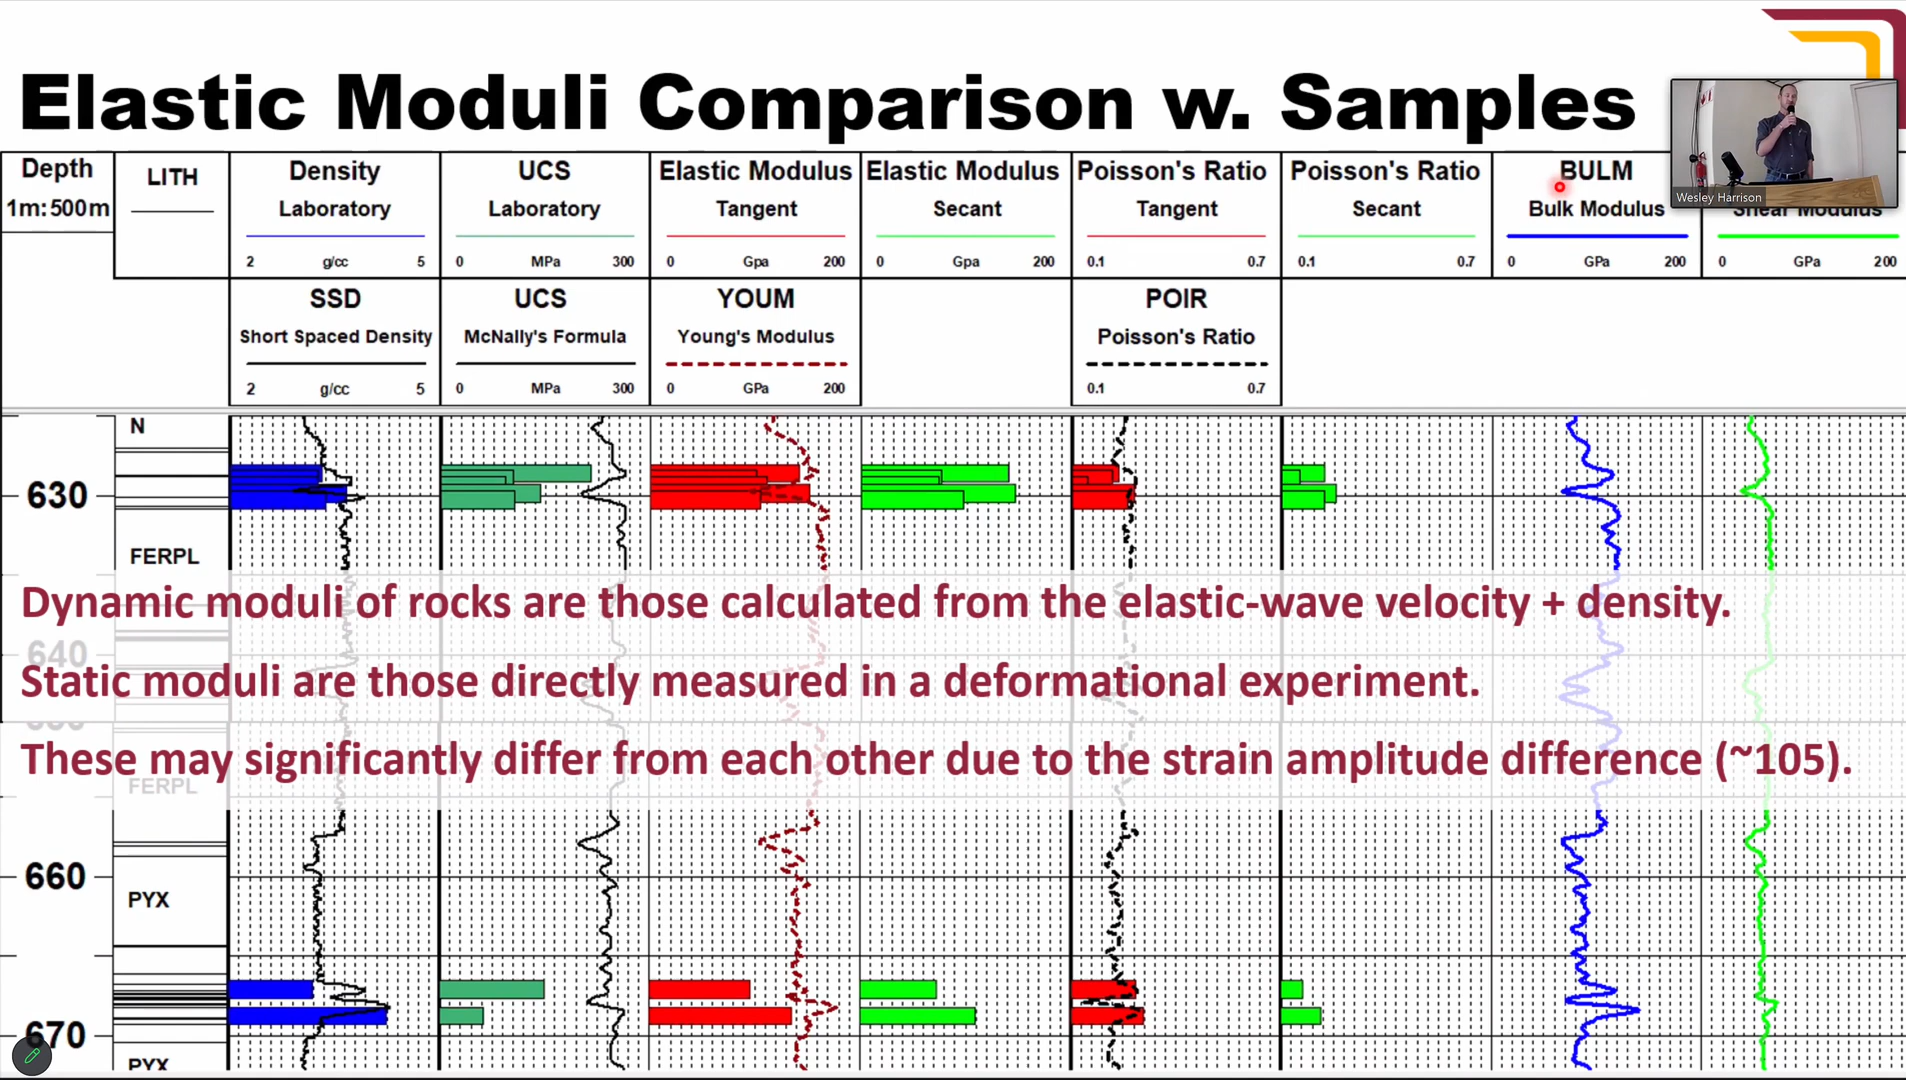 Elastic Moduli Comparison w. Samples
Wesley Harrison
Depth
1m:500m
LITH
Density
Laboratory
2 g/cc 5
UCS
Laboratory
0 MPa 300
Elastic Modulus
Tangent
0 Gpa 200
Elastic Modulus
Secant
0 Gpa 200
Poisson's Ratio
Tangent
0.1 0.7
Poisson's Ratio
Secant
0.1 0.7
BULM
Bulk Modulus
0 GPa 200
Shear Modulus
0 GPa 200
SSD
Short Spaced Density
2 g/cc 5
UCS
McNally's Formula
0 MPa 300
YOUM
Young's Modulus
0 GPa 200
POIR
Poisson's Ratio
0.1 0.7
N
630
FERPL
Dynamic moduli of rocks are those calculated from the elastic-wave velocity + density.
640
Static moduli are those directly measured in a deformational experiment.
These may significantly differ from each other due to the strain amplitude difference (~105).
FERPL
660
PYX
670
PYX